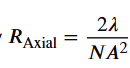 R_Axial = 2λ / NA²